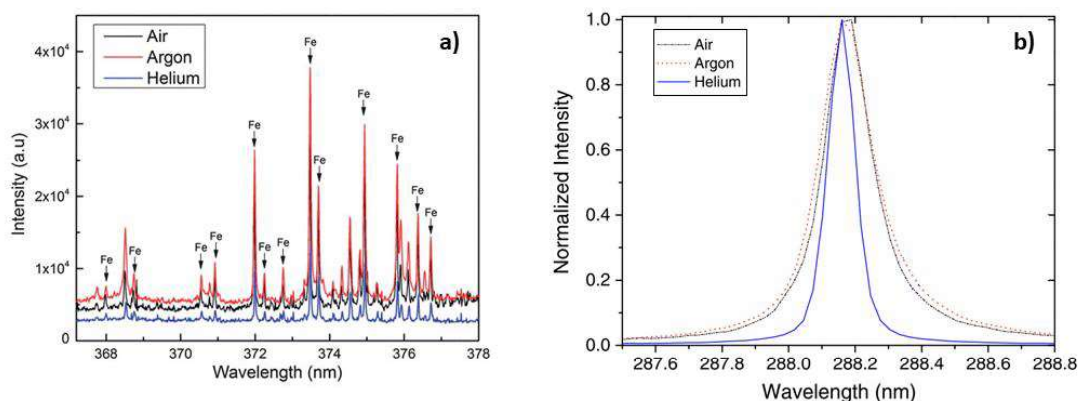 a)
Air
Argon
Helium
Fe
Fe
Fe
Fe
Fe
Fe
Fe
Fe
Fe
Fe
Fe
Fe
Fe
Fe
4x10⁴
3x10⁴
2x10⁴
1x10⁴
0
Intensity (a.u)
368 370 372 374 376 378
Wavelength (nm)
b)
Air
Argon
Helium
1.0
0.8
0.6
0.4
0.2
0.0
Normalized Intensity
287.6 287.8 288.0 288.2 288.4 288.6 288.8
Wavelength (nm)